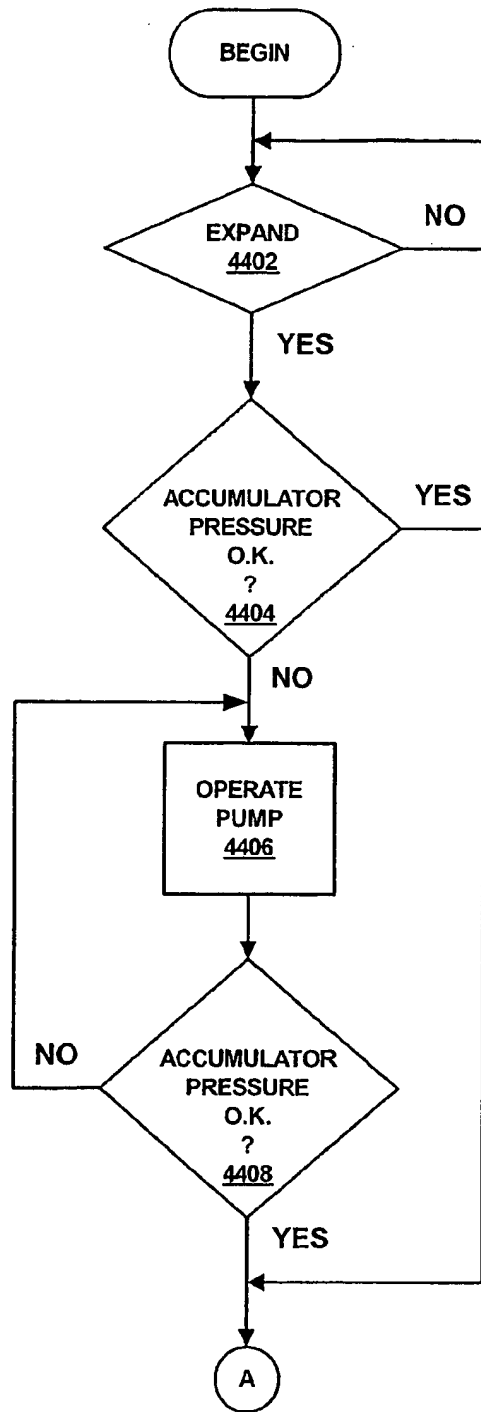 BEGIN
EXPAND
4402
NO
YES
ACCUMULATOR
PRESSURE
O.K.
?
4404
YES
NO
OPERATE
PUMP
4406
NO
ACCUMULATOR
PRESSURE
O.K.
?
4408
YES
A